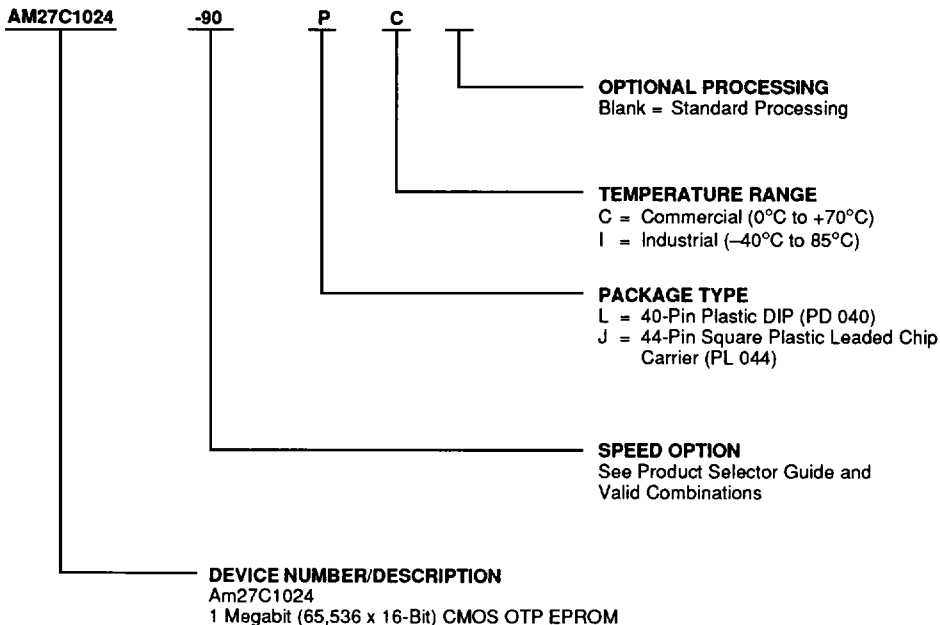 AM27C1024 -90 P C
OPTIONAL PROCESSING
Blank = Standard Processing
TEMPERATURE RANGE
C = Commercial (0°C to +70°C)
I = Industrial (–40°C to 85°C)
PACKAGE TYPE
L = 40-Pin Plastic DIP (PD 040)
J = 44-Pin Square Plastic Leaded Chip
Carrier (PL 044)
SPEED OPTION
See Product Selector Guide and
Valid Combinations
DEVICE NUMBER/DESCRIPTION
Am27C1024
1 Megabit (65,536 x 16-Bit) CMOS OTP EPROM